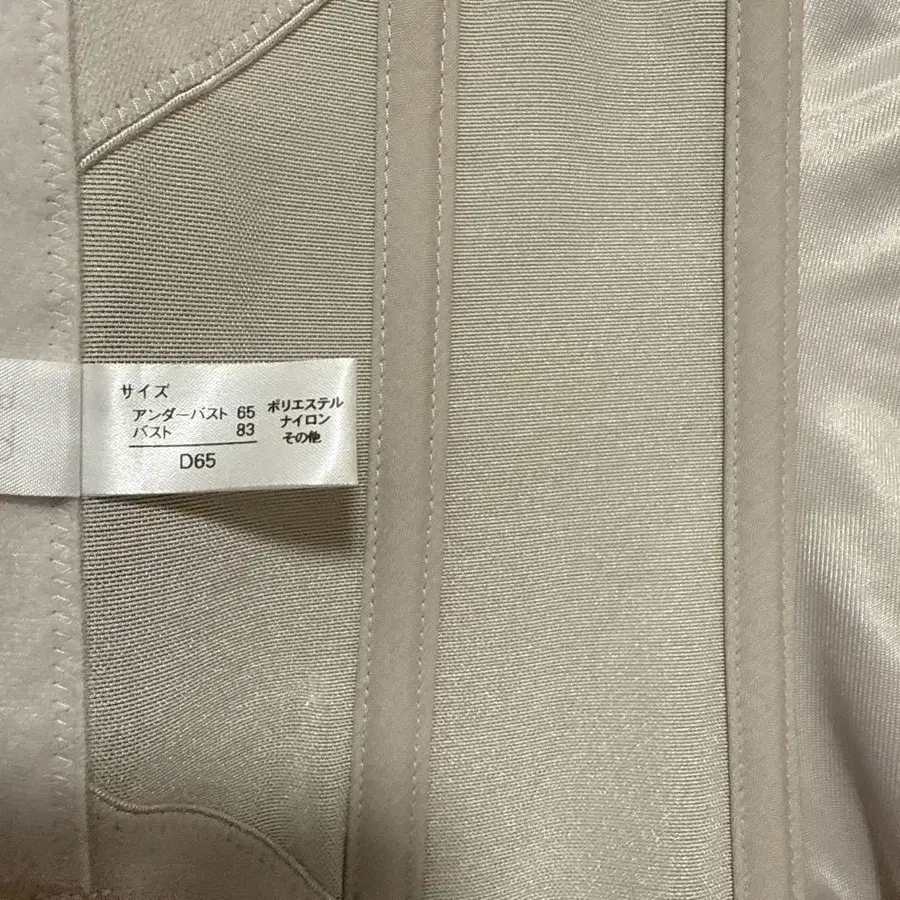 サイズ
アンダーバスト 65
バスト 83
D65
ポリエステル
ナイロン
その他